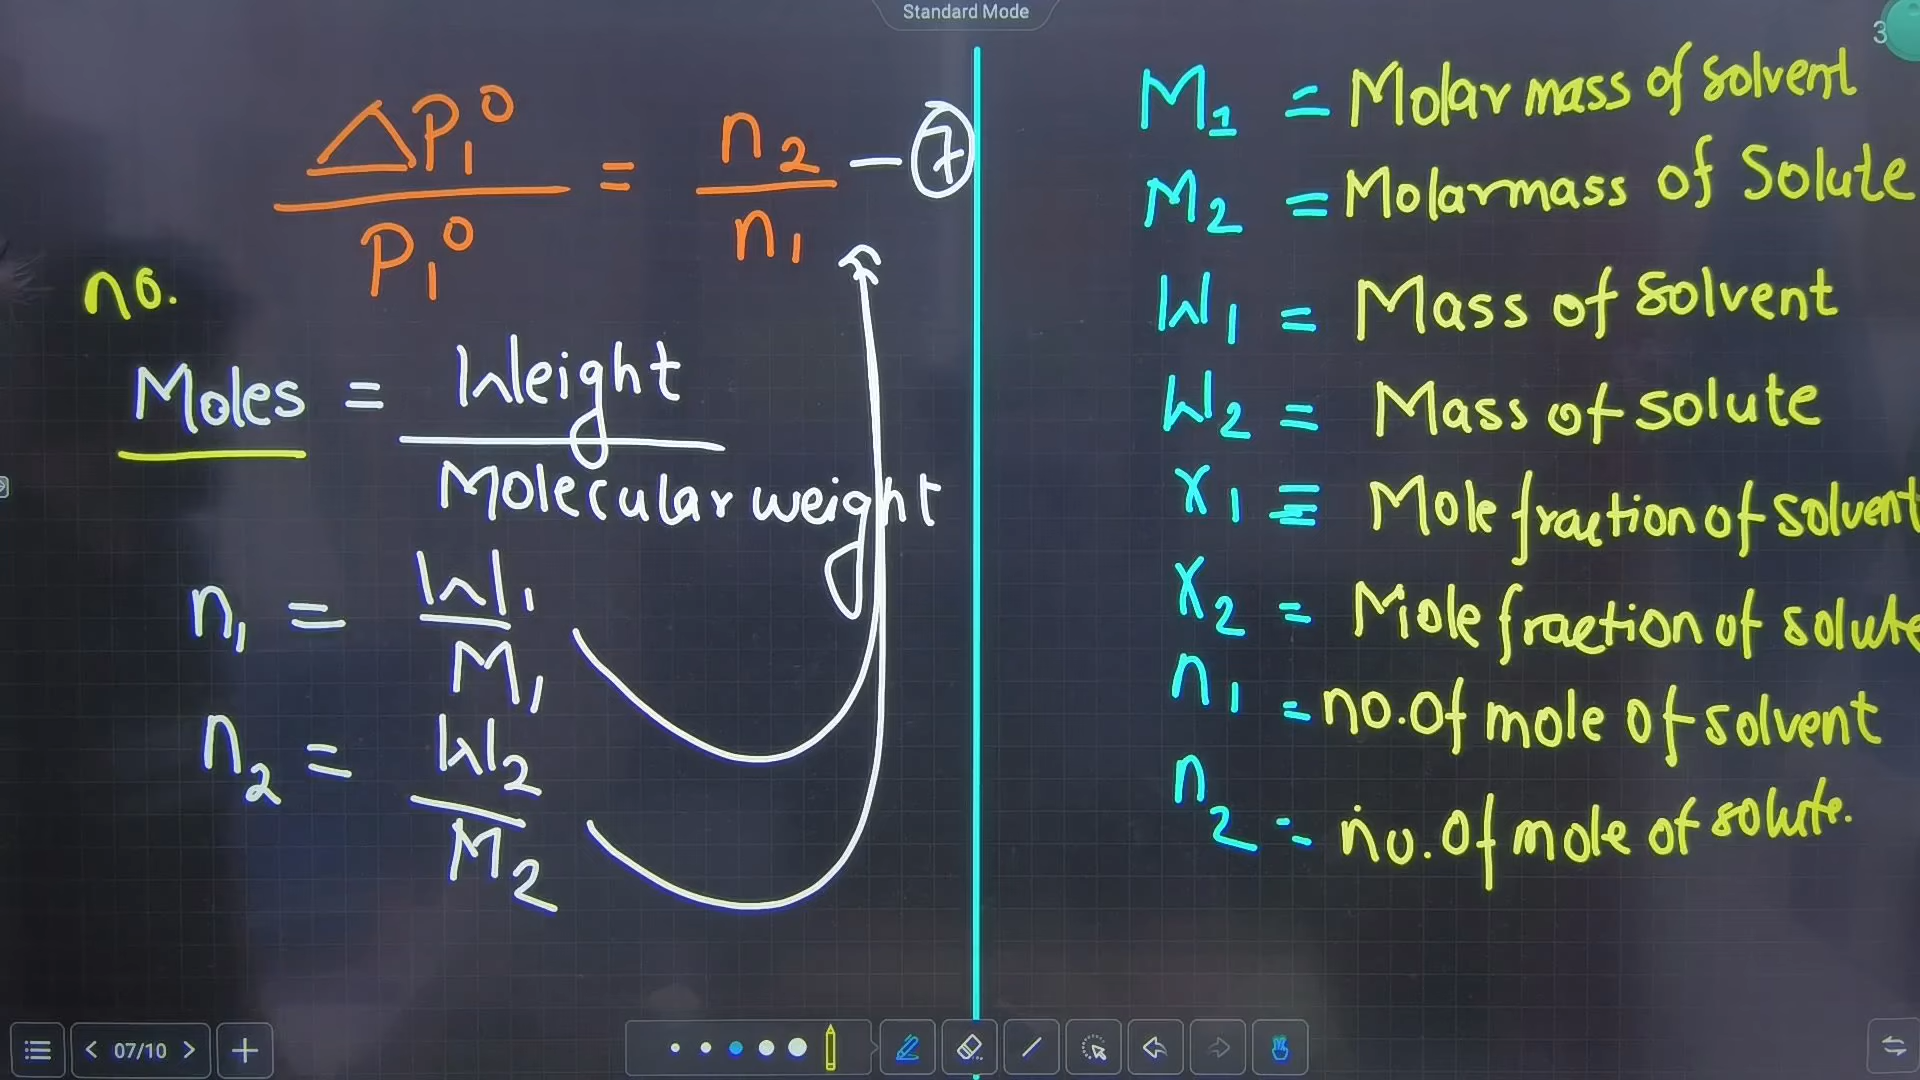 Standard Mode
3
ΔP₁⁰ / P₁⁰ = n₂ / n₁ — ⑦
no.
Moles = Weight / Molecular weight
n₁ = W₁ / M₁
n₂ = W₂ / M₂
M₁ = Molar mass of solvent
M₂ = Molar mass of Solute
W₁ = Mass of solvent
W₂ = Mass of solute
X₁ = Mole fraction of solvent
X₂ = Mole fraction of solute
n₁ = no. of mole of solvent
n₂ = no. of mole of solute.
07/10